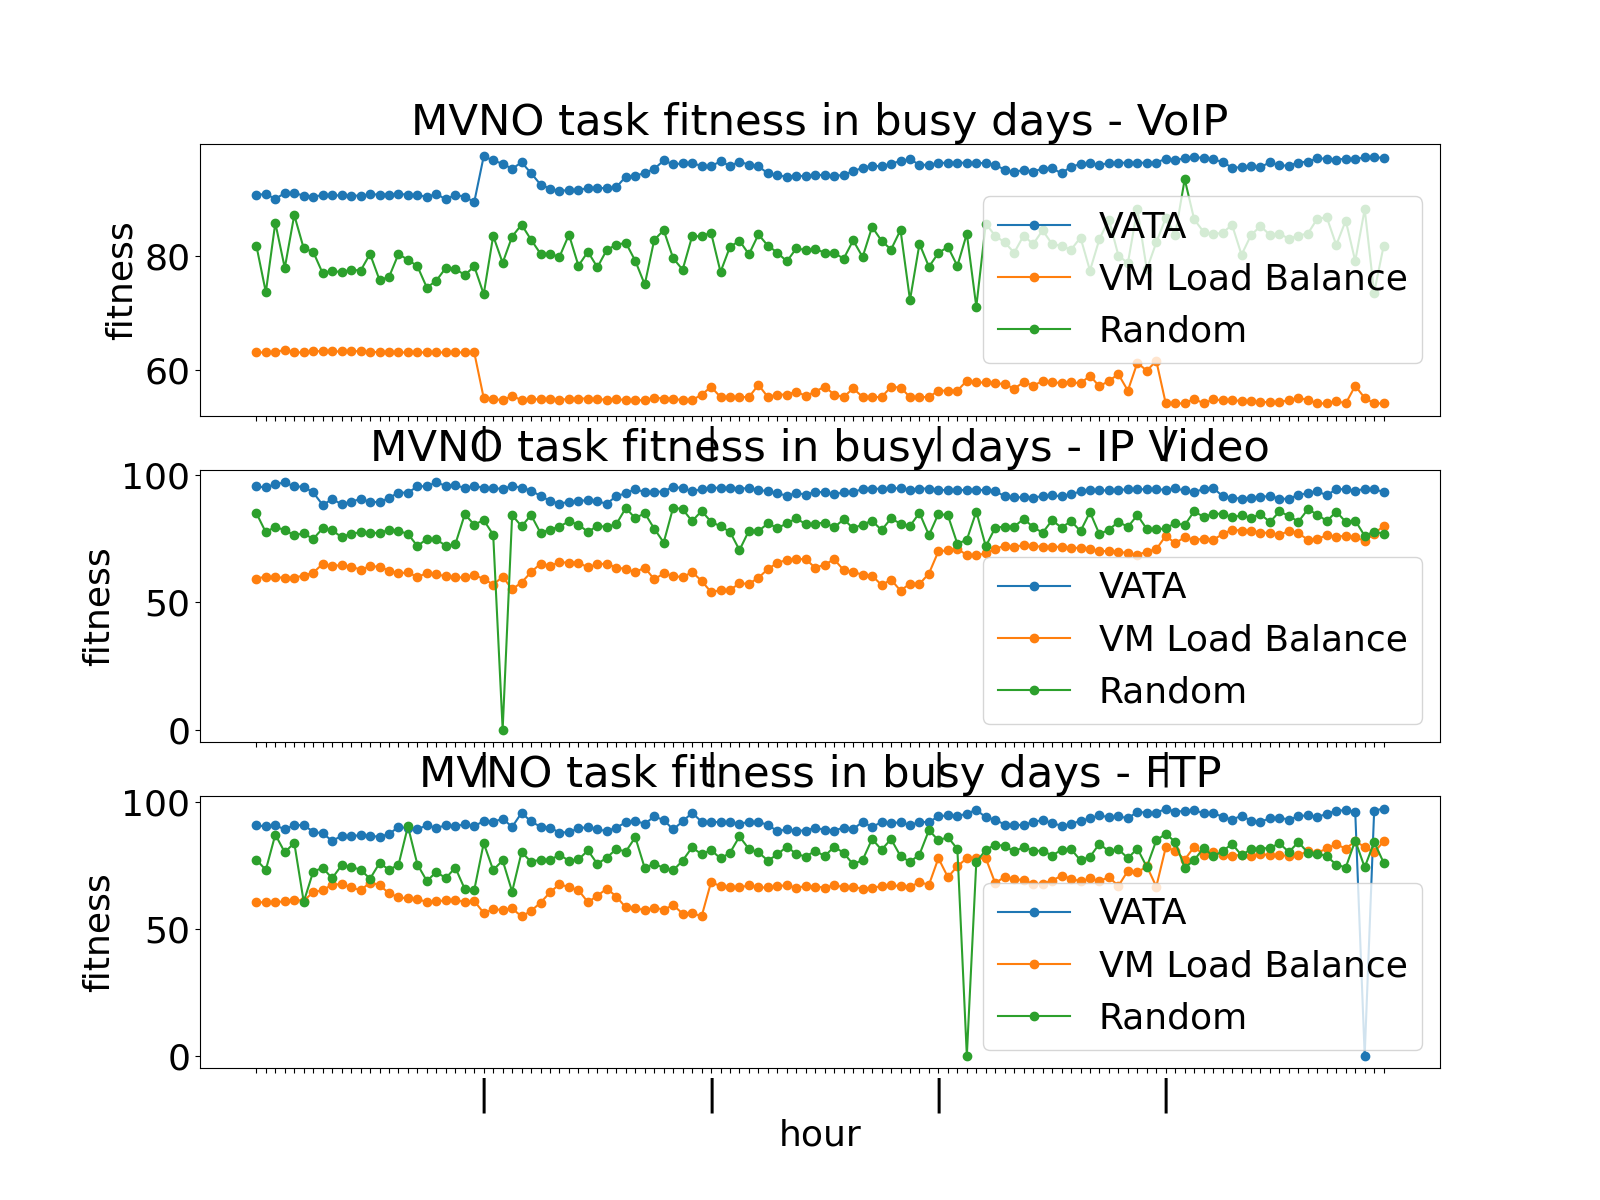 MVNO task fitness in busy days - VoIP
fitness
80
60
VATA
VM Load Balance
Random
MVNO task fitness in busy days - IP Video
fitness
100
50
0
VATA
VM Load Balance
Random
MVNO task fitness in busy days - FTP
fitness
100
50
0
VATA
VM Load Balance
Random
| | | |
hour